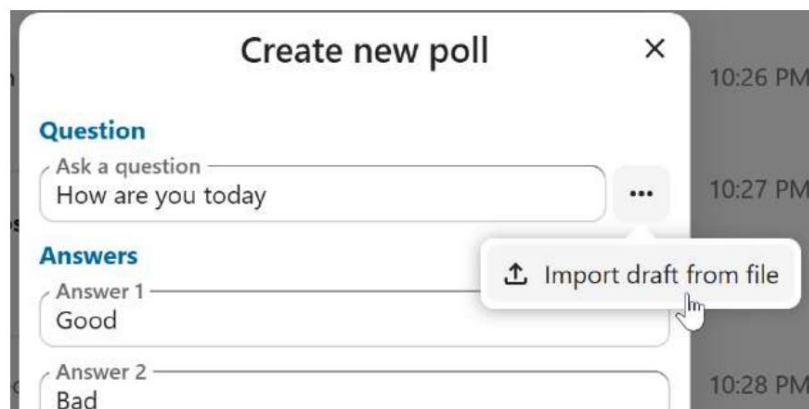 Create new poll
10:26 PM
Question
Ask a question
How are you today
10:27 PM
Answers
Import draft from file
Answer 1
Good
Answer 2
Bad
10:28 PM